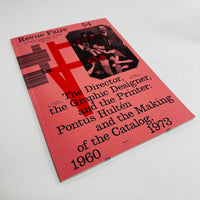 Revue Faire
54
The Director,
the Graphic Designer,
and the Printer:
Pontus Hultén
and the Making
of the Catalog
1960
1973